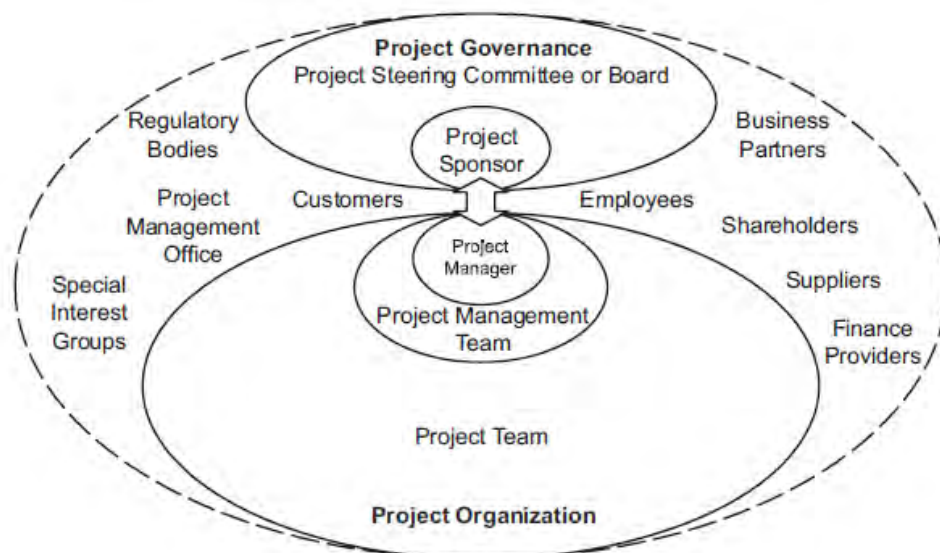 Project Governance
Project Steering Committee or Board
Regulatory
Bodies
Project
Sponsor
Business
Partners
Customers
Employees
Project
Management
Office
Shareholders
Project
Manager
Special
Interest
Groups
Suppliers
Project Management
Team
Finance
Providers
Project Team
Project Organization